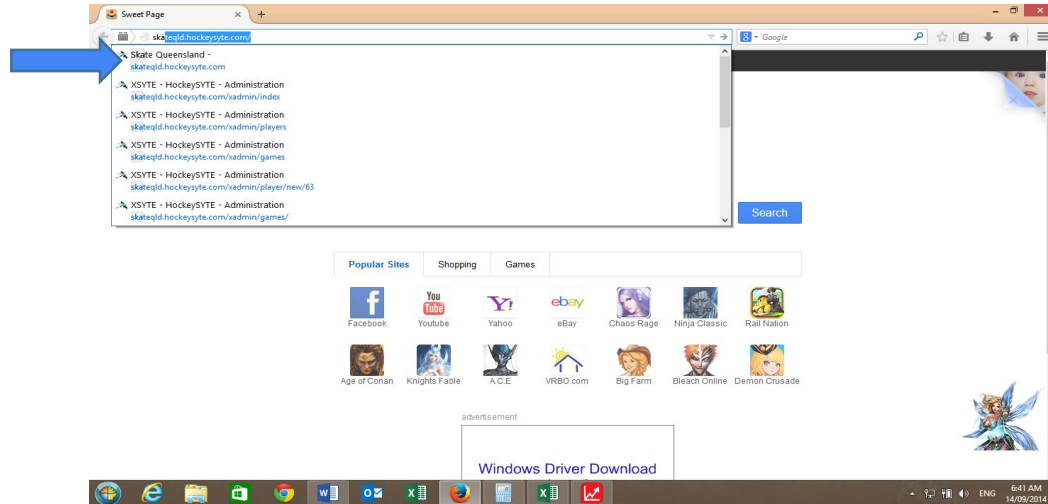 Sweet Page
skateqld.hockeysyte.com/
Google
Skate Queensland -
skateqld.hockeysyte.com
XSYTE - HockeySYTE - Administration
skateqld.hockeysyte.com/xadmin/index
XSYTE - HockeySYTE - Administration
skateqld.hockeysyte.com/xadmin/players
XSYTE - HockeySYTE - Administration
skateqld.hockeysyte.com/xadmin/games
XSYTE - HockeySYTE - Administration
skateqld.hockeysyte.com/xadmin/player/new/63
XSYTE - HockeySYTE - Administration
skateqld.hockeysyte.com/xadmin/games/
Search
Popular Sites Shopping Games
You
Tube
Y!
ebay
Facebook Youtube Yahoo eBay Chaos Rage Ninja Classic Rail Nation
Age of Conan Knights Fable A.C.E VRBO.com Big Farm Bleach Online Demon Crusade
advertisement
Windows Driver Download
ENG
6:41 AM
14/09/2014